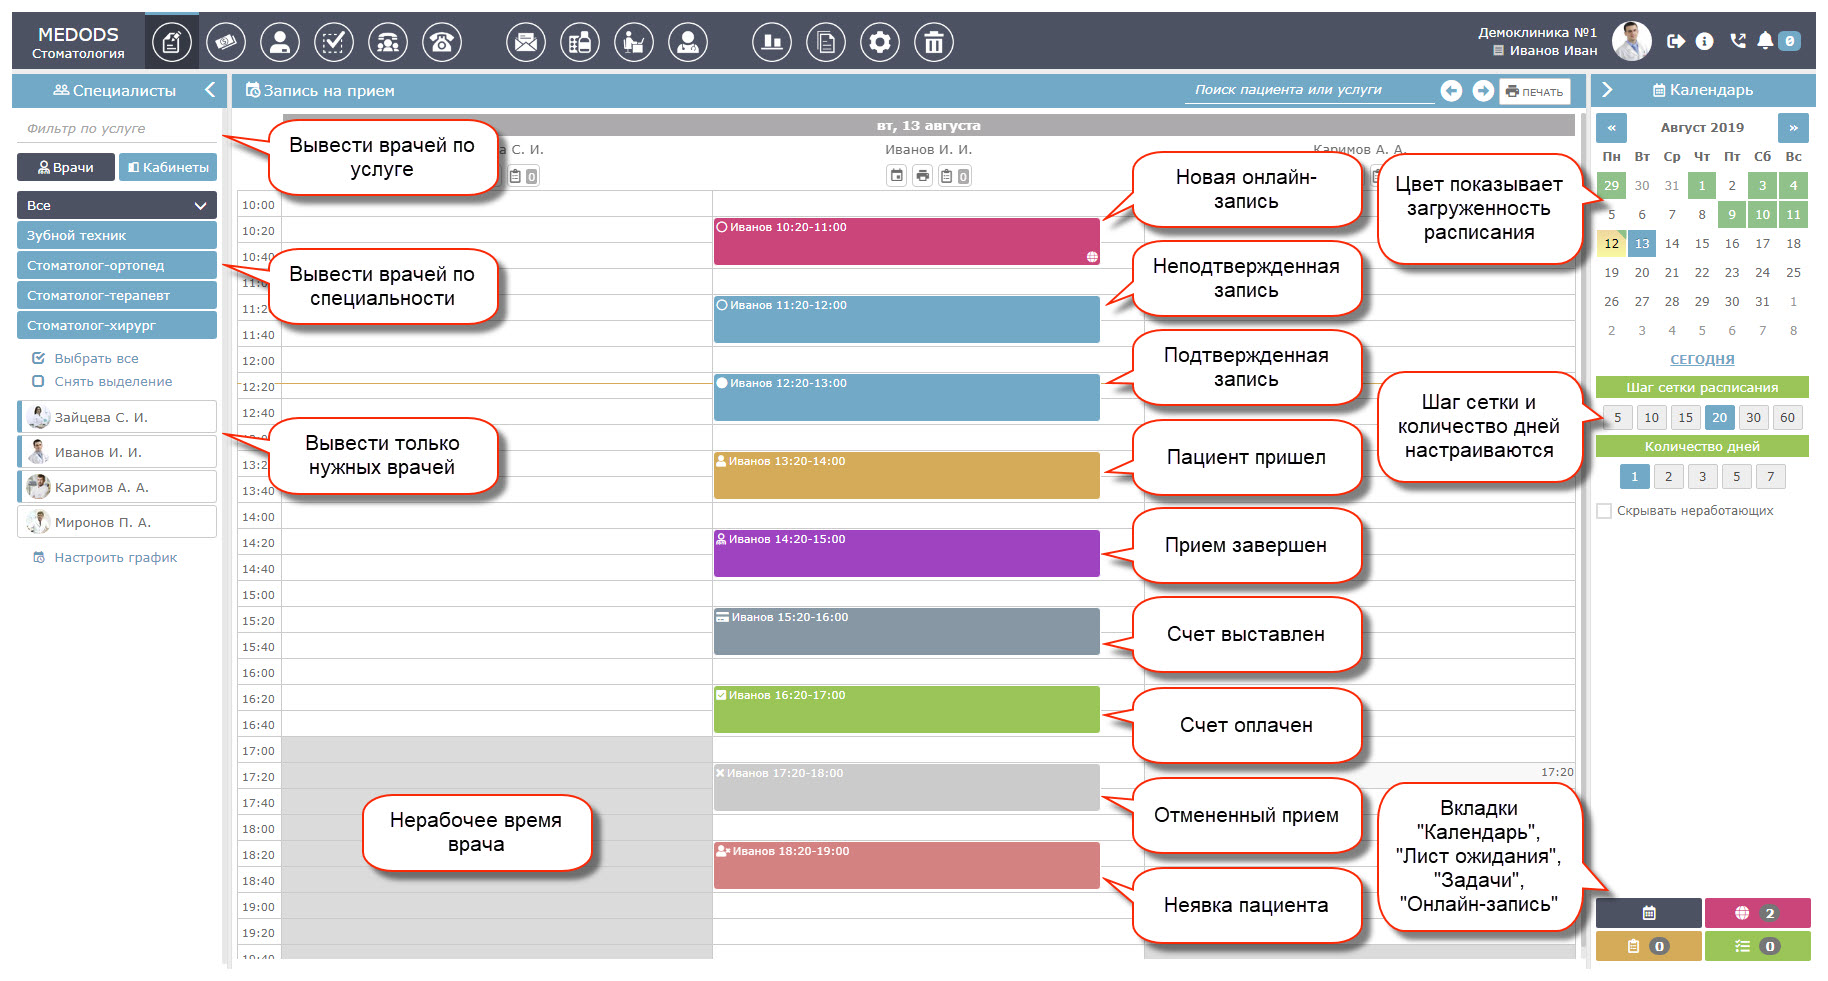 MEDODS
Стоматология
Демоклиника №1
Иванов Иван
0
Специалисты
Запись на прием
Поиск пациента или услуги
ПЕЧАТЬ
Календарь
Фильтр по услуге
Врачи
Кабинеты
Все
Зубной техник
Стоматолог-ортопед
Стоматолог-терапевт
Стоматолог-хирург
Выбрать все
Снять выделение
Зайцева С. И.
Иванов И. И.
Каримов А. А.
Миронов П. А.
Настроить график
Вывести врачей по
услуге
Вывести врачей по
специальности
Вывести только
нужных врачей
вт, 13 августа
С. И.
0
Иванов И. И.
0
Каримов А. А.
10:00
10:20
10:40
11:20
11:40
12:00
12:20
12:40
13:40
14:00
14:20
14:40
15:00
15:20
15:40
16:00
16:20
16:40
17:00
17:20
17:40
18:00
18:20
18:40
19:00
19:20
19:40
Иванов 10:20-11:00
Иванов 11:20-12:00
Иванов 12:20-13:00
Иванов 13:20-14:00
Иванов 14:20-15:00
Иванов 15:20-16:00
Иванов 16:20-17:00
Иванов 17:20-18:00
Иванов 18:20-19:00
17:20
Нерабочее время
врача
Новая онлайн-
запись
Неподтвержденная
запись
Подтвержденная
запись
Пациент пришел
Прием завершен
Счет выставлен
Счет оплачен
Отмененный прием
Неявка пациента
Цвет показывает
загруженность
расписания
Шаг сетки и
количество дней
настраиваются
Вкладки
"Календарь",
"Лист ожидания",
"Задачи",
"Онлайн-запись"
« Август 2019 »
Пн Вт Ср Чт Пт Сб Вс
29 30 31 1 2 3 4
5 6 7 8 9 10 11
12 13 14 15 16 17 18
19 20 21 22 23 24 25
26 27 28 29 30 31 1
2 3 4 5 6 7 8
СЕГОДНЯ
Шаг сетки расписания
5 10 15 20 30 60
Количество дней
1 2 3 5 7
Скрывать неработающих
2
0
0